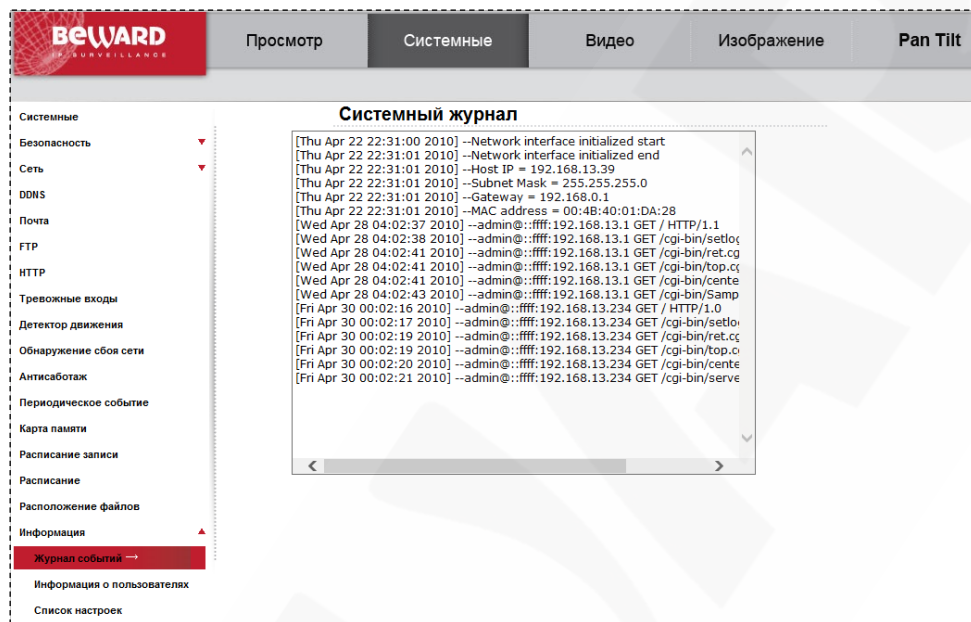 BEWARD
IP SURVEILLANCE
Просмотр
Системные
Видео
Изображение
Pan Tilt
Системные
Безопасность
Сеть
DDNS
Почта
FTP
HTTP
Тревожные входы
Детектор движения
Обнаружение сбоя сети
Антисаботаж
Периодическое событие
Карта памяти
Расписание записи
Расписание
Расположение файлов
Информация
Журнал событий →
Информация о пользователях
Список настроек
Системный журнал
[Thu Apr 22 22:31:00 2010] --Network interface initialized start
[Thu Apr 22 22:31:01 2010] --Network interface initialized end
[Thu Apr 22 22:31:01 2010] --Host IP = 192.168.13.39
[Thu Apr 22 22:31:01 2010] --Subnet Mask = 255.255.255.0
[Thu Apr 22 22:31:01 2010] --Gateway = 192.168.0.1
[Thu Apr 22 22:31:01 2010] --MAC address = 00:4B:40:01:DA:28
[Wed Apr 28 04:02:37 2010] --admin@::ffff:192.168.13.1 GET / HTTP/1.1
[Wed Apr 28 04:02:38 2010] --admin@::ffff:192.168.13.1 GET /cgi-bin/setlog
[Wed Apr 28 04:02:41 2010] --admin@::ffff:192.168.13.1 GET /cgi-bin/ret.cg
[Wed Apr 28 04:02:41 2010] --admin@::ffff:192.168.13.1 GET /cgi-bin/top.cg
[Wed Apr 28 04:02:41 2010] --admin@::ffff:192.168.13.1 GET /cgi-bin/cente
[Wed Apr 28 04:02:43 2010] --admin@::ffff:192.168.13.1 GET /cgi-bin/Samp
[Fri Apr 30 00:02:16 2010] --admin@::ffff:192.168.13.234 GET / HTTP/1.0
[Fri Apr 30 00:02:17 2010] --admin@::ffff:192.168.13.234 GET /cgi-bin/setlo
[Fri Apr 30 00:02:19 2010] --admin@::ffff:192.168.13.234 GET /cgi-bin/ret.cg
[Fri Apr 30 00:02:19 2010] --admin@::ffff:192.168.13.234 GET /cgi-bin/top.c
[Fri Apr 30 00:02:20 2010] --admin@::ffff:192.168.13.234 GET /cgi-bin/cente
[Fri Apr 30 00:02:21 2010] --admin@::ffff:192.168.13.234 GET /cgi-bin/serve